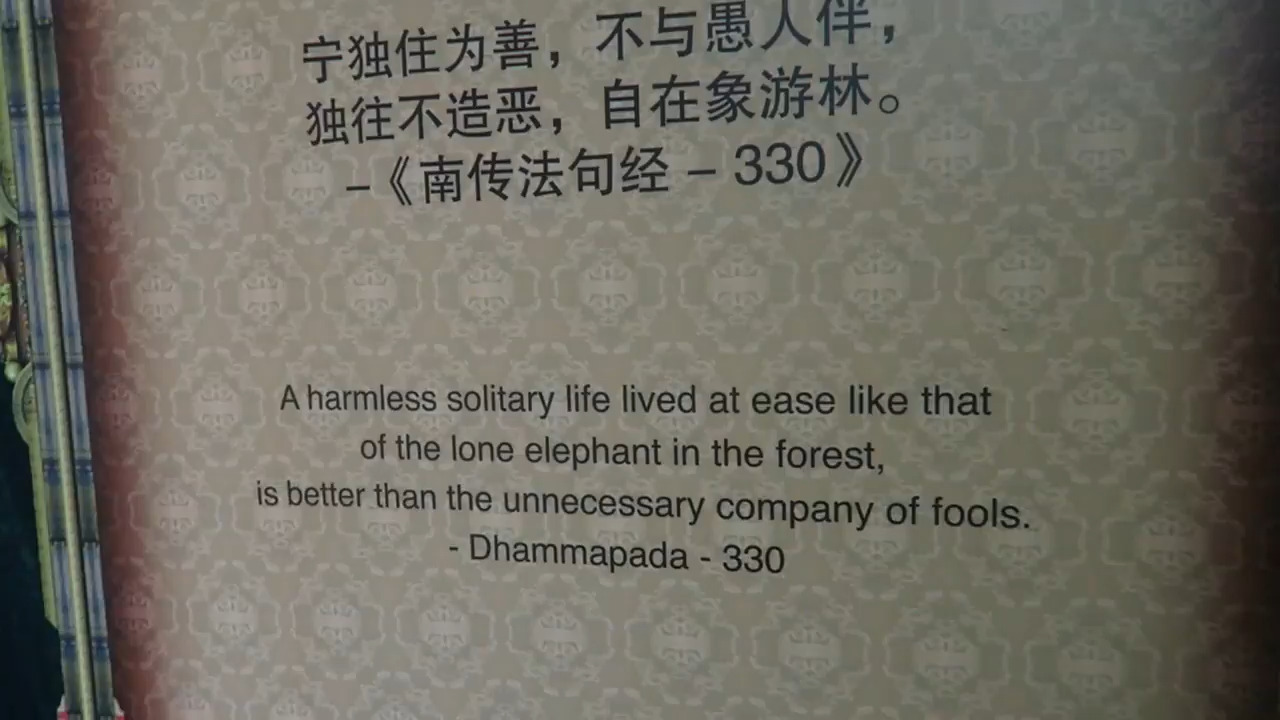 宁独住为善，不与愚人伴，
独往不造恶，自在象游林。
–《南传法句经 – 330》
A harmless solitary life lived at ease like that
of the lone elephant in the forest,
is better than the unnecessary company of fools.
- Dhammapada - 330